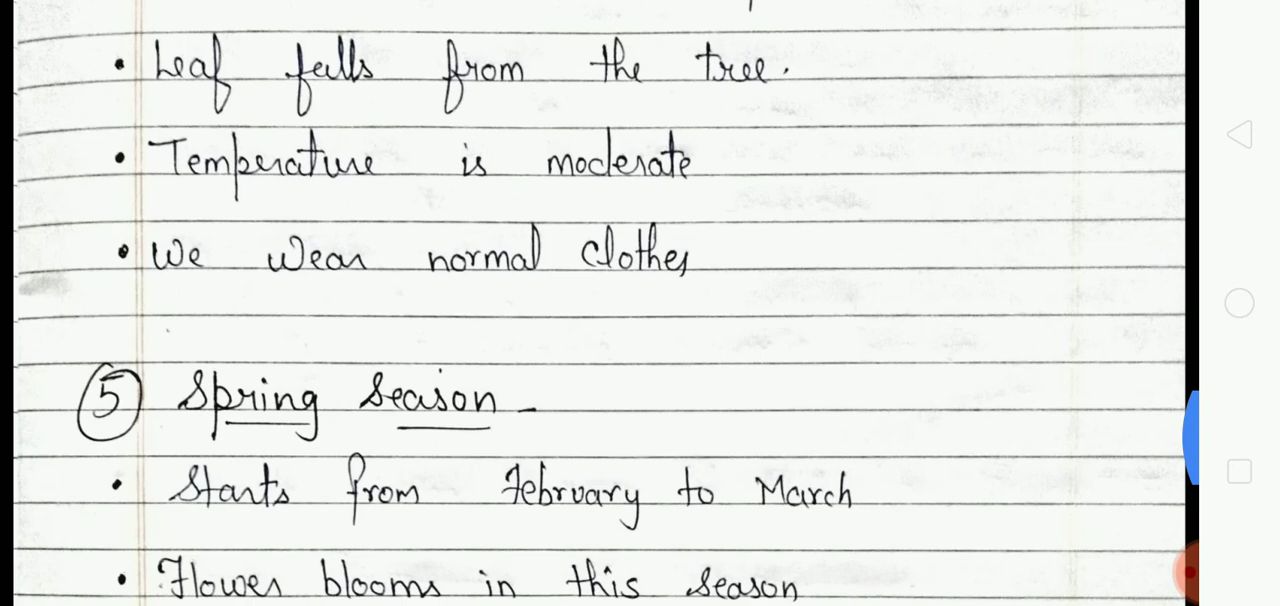 • Leaf falls from the tree.
• Temperature is moderate
• We wear normal clothes
⑤ Spring Season -
• Starts from February to March
• Flower blooms in this season